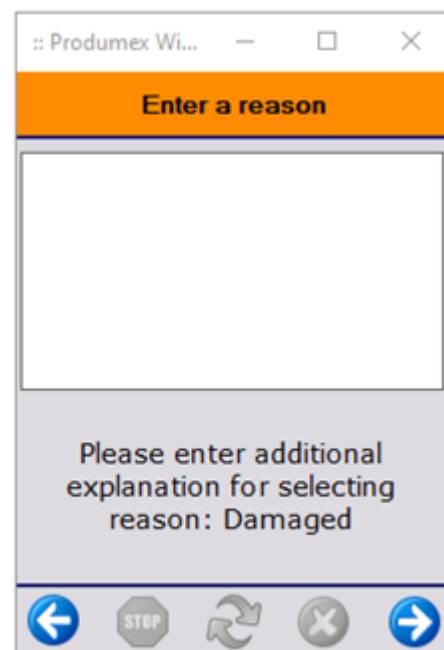 :: Produmex Wi...
Enter a reason
Please enter additional
explanation for selecting
reason: Damaged
STOP